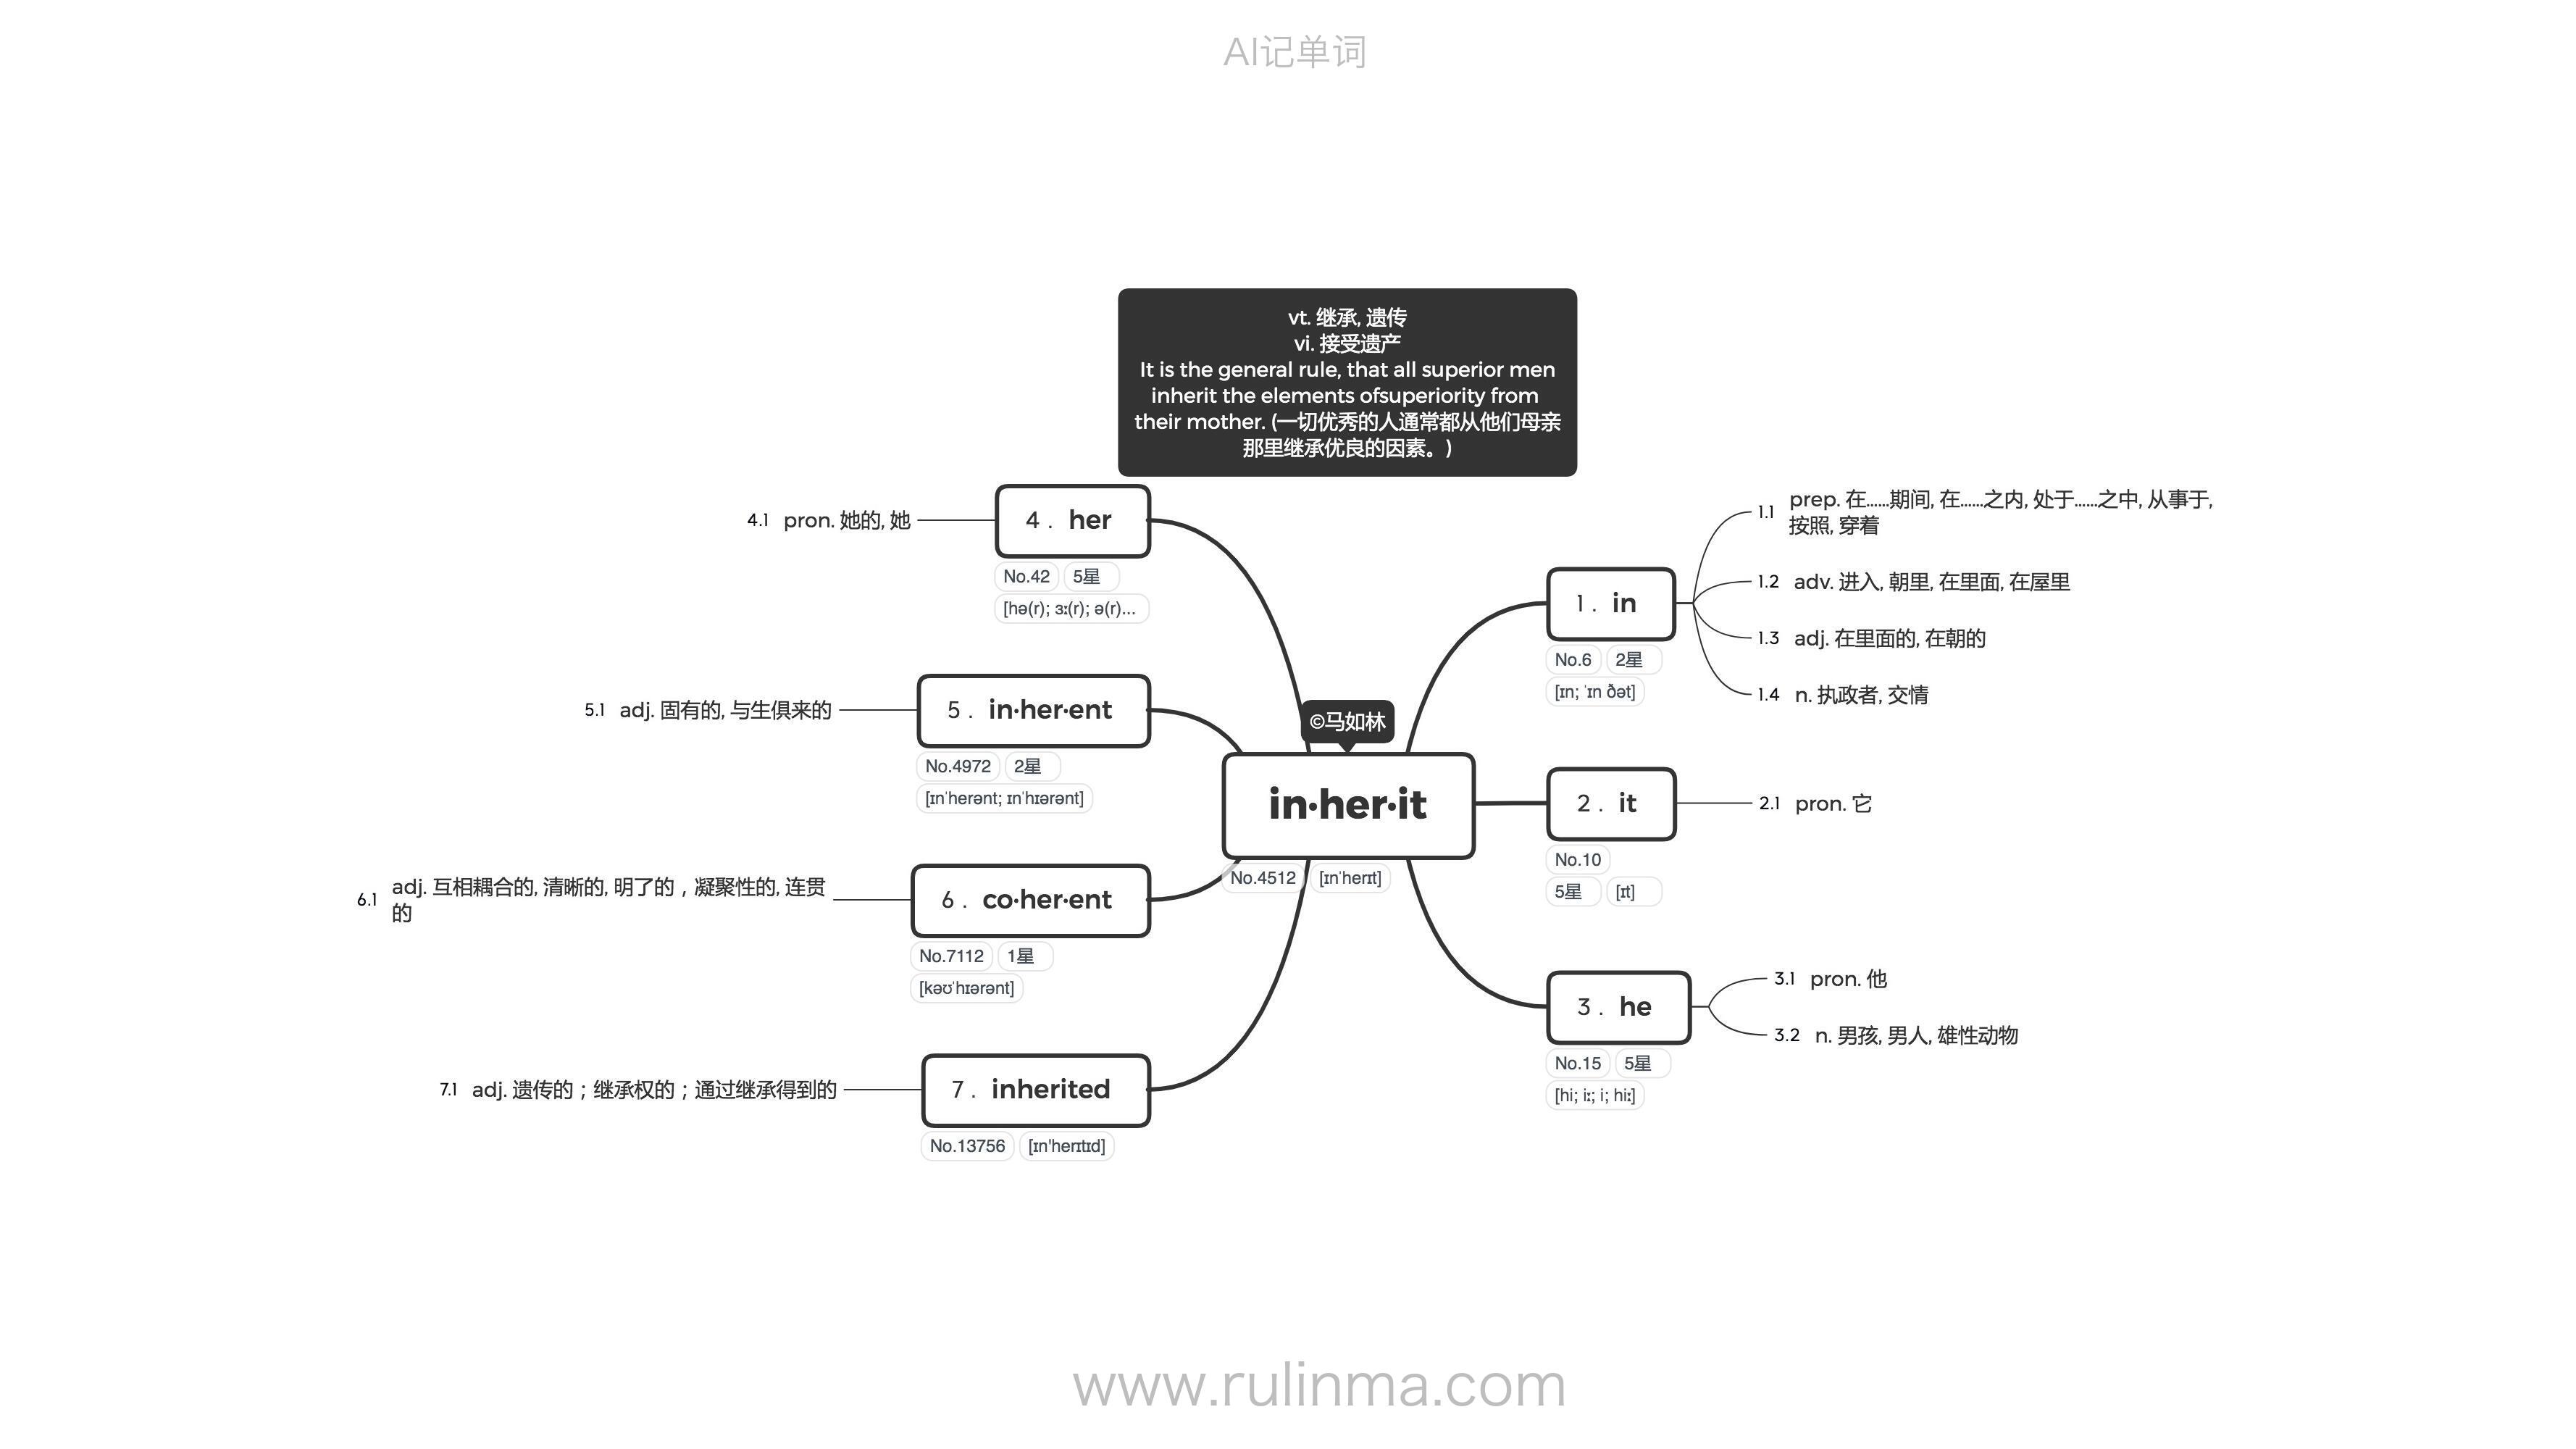 AI记单词
vt. 继承, 遗传
vi. 接受遗产
It is the general rule, that all superior men
inherit the elements ofsuperiority from
their mother. (一切优秀的人通常都从他们母亲
那里继承优良的因素。)
©马如林
in·her·it
No.4512 [ɪnˈherɪt]
1 . in
No.6 2星
[ɪn; ˈɪn ðət]
1.1 prep. 在……期间, 在……之内, 处于……之中, 从事于,
按照, 穿着
1.2 adv. 进入, 朝里, 在里面, 在屋里
1.3 adj. 在里面的, 在朝的
1.4 n. 执政者, 交情
2 . it
No.10
5星 [ɪt]
2.1 pron. 它
3 . he
No.15 5星
[hi; iː; i; hiː]
3.1 pron. 他
3.2 n. 男孩, 男人, 雄性动物
4 . her
No.42 5星
[hə(r); ɜː(r); ə(r)...
4.1 pron. 她的, 她
5 . in·her·ent
No.4972 2星
[ɪnˈherənt; ɪnˈhɪərənt]
5.1 adj. 固有的, 与生俱来的
6 . co·her·ent
No.7112 1星
[kəʊˈhɪərənt]
6.1 adj. 互相耦合的, 清晰的, 明了的，凝聚性的, 连贯
的
7 . inherited
No.13756 [ɪn'herɪtɪd]
7.1 adj. 遗传的；继承权的；通过继承得到的
www.rulinma.com